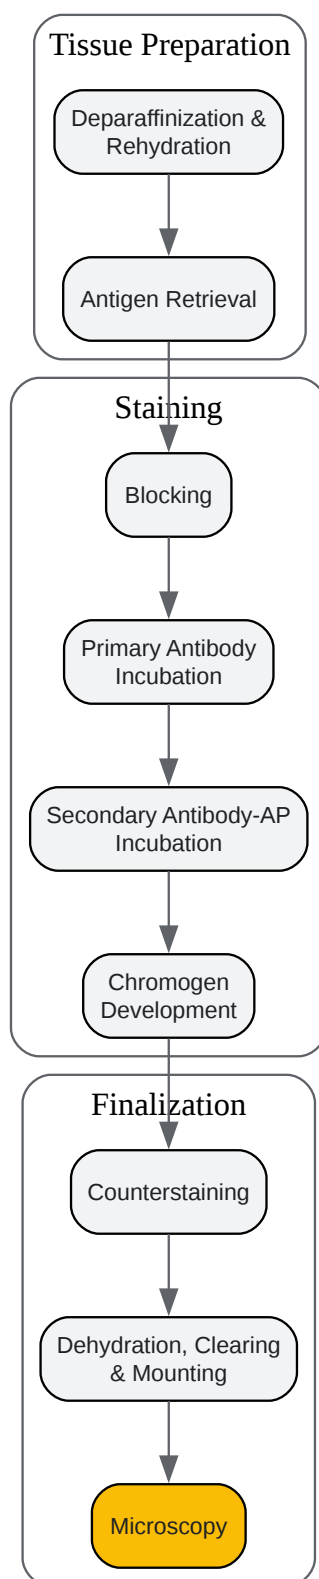 Tissue Preparation
Deparaffinization &
Rehydration
Antigen Retrieval
Staining
Blocking
Primary Antibody
Incubation
Secondary Antibody-AP
Incubation
Chromogen
Development
Finalization
Counterstaining
Dehydration, Clearing
& Mounting
Microscopy